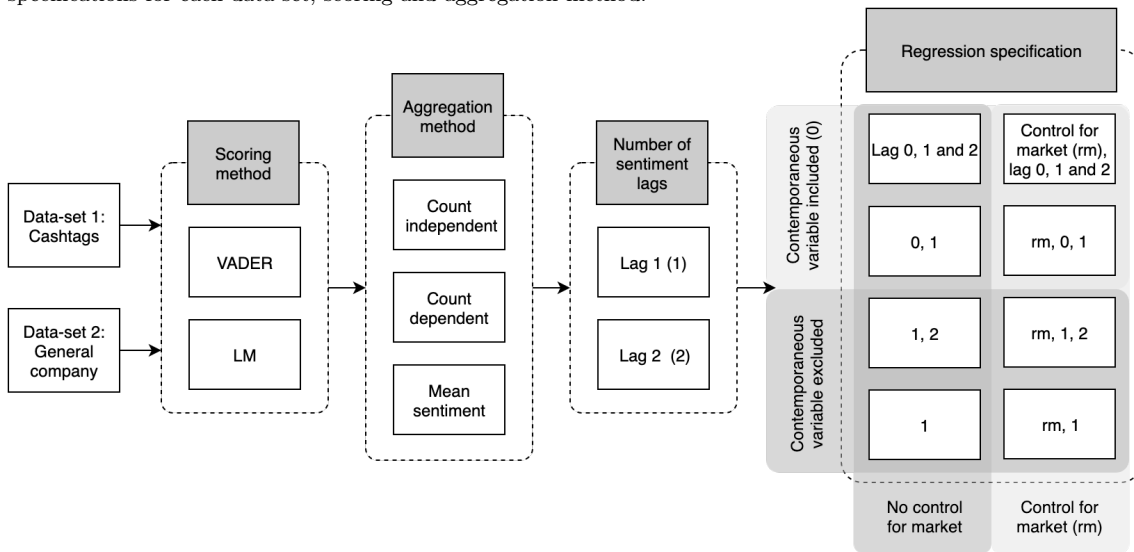 specifications for each data-set, scoring and aggregation method.
Regression specification
Aggregation
method
Scoring
method
Number of
sentiment
lags
Data-set 1:
Cashtags
Data-set 2:
General
company
VADER
LM
Count
independent
Count
dependent
Mean
sentiment
Lag 1 (1)
Lag 2 (2)
Contemporaneous
variable included (0)
Contemporaneous
variable excluded
Lag 0, 1 and 2
Control for
market (rm),
lag 0, 1 and 2
0, 1
rm, 0, 1
1, 2
rm, 1, 2
1
rm, 1
No control
for market
Control for
market (rm)